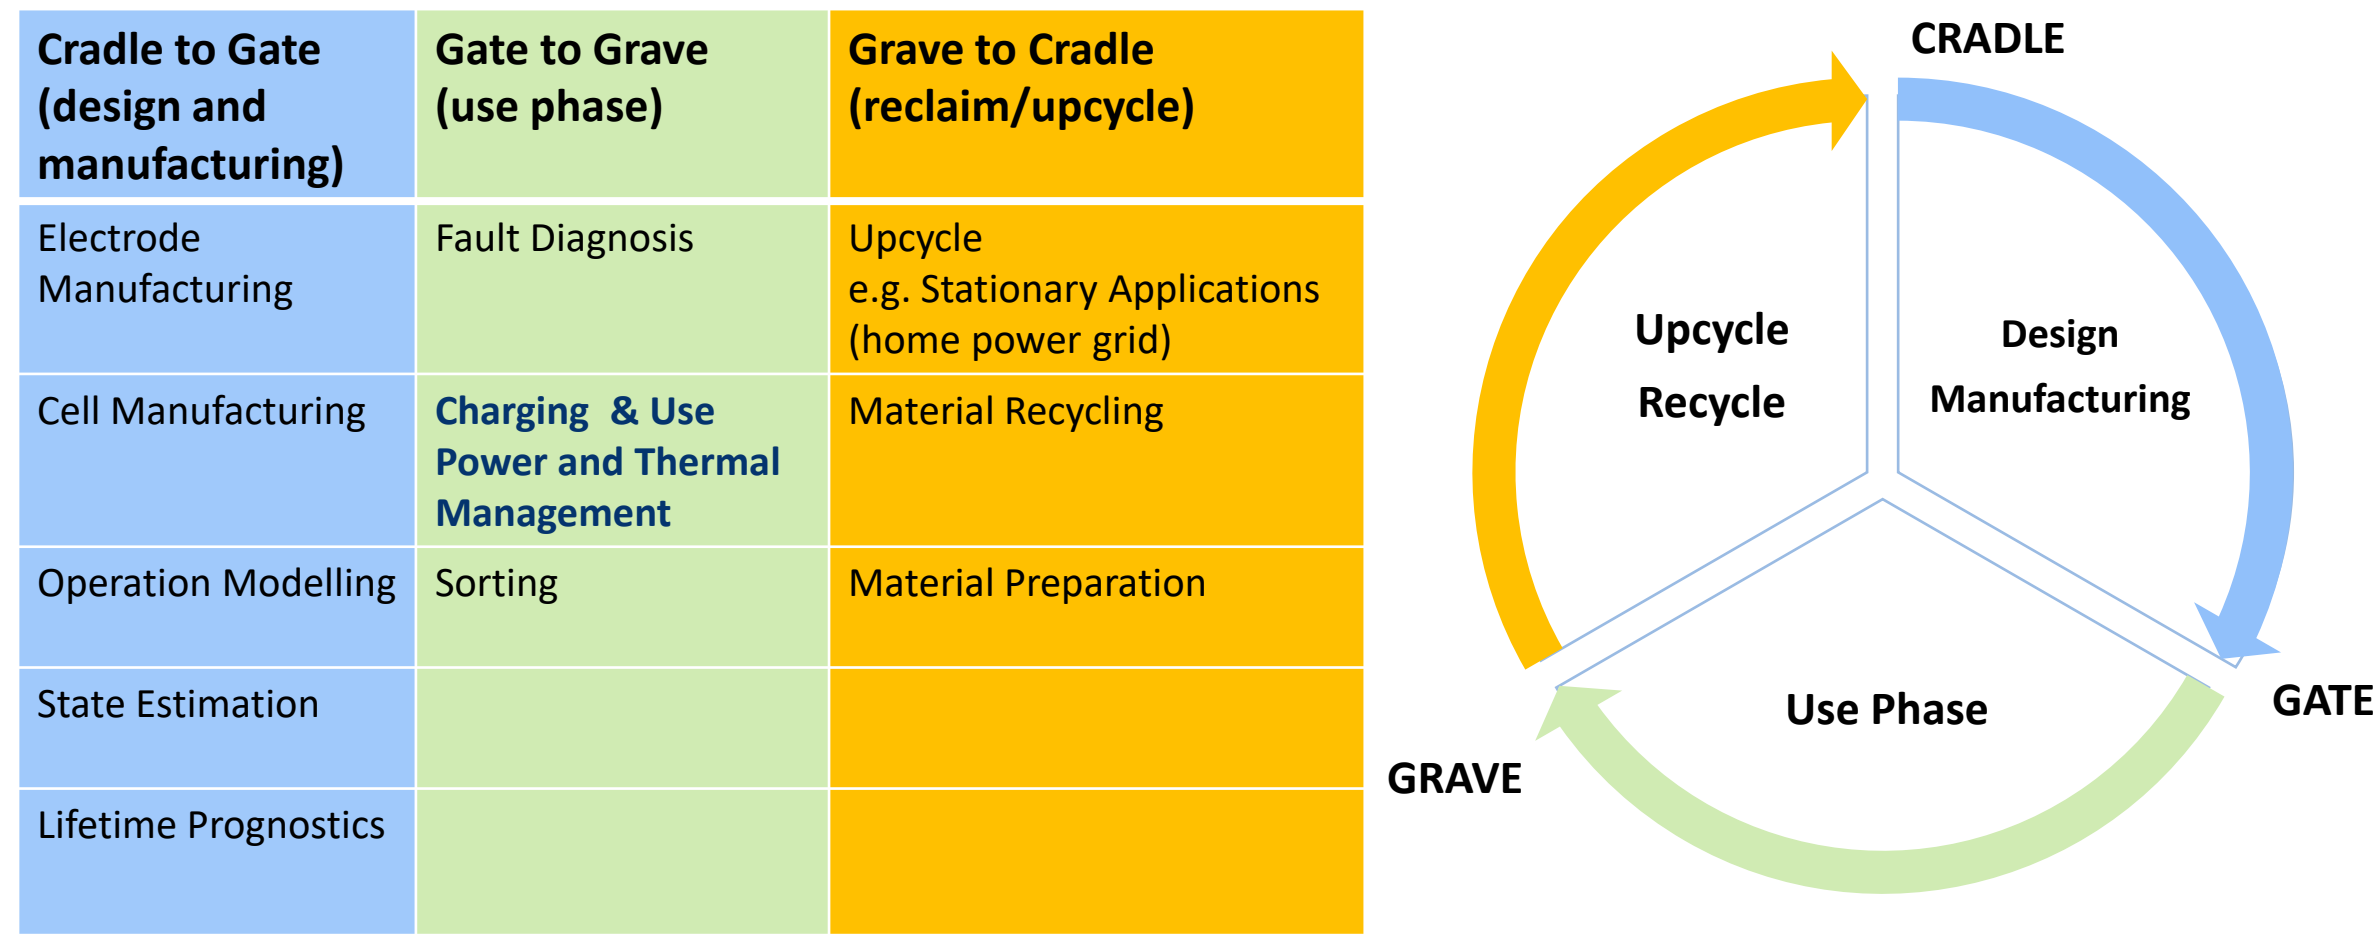 Cradle to Gate
(design and
manufacturing)
Gate to Grave
(use phase)
Grave to Cradle
(reclaim/upcycle)
Electrode
Manufacturing
Fault Diagnosis
Upcycle
e.g. Stationary Applications
(home power grid)
Cell Manufacturing
Charging & Use
Power and Thermal
Management
Material Recycling
Operation Modelling
Sorting
Material Preparation
State Estimation
Lifetime Prognostics
CRADLE
Upcycle
Recycle
Design
Manufacturing
Use Phase
GATE
GRAVE